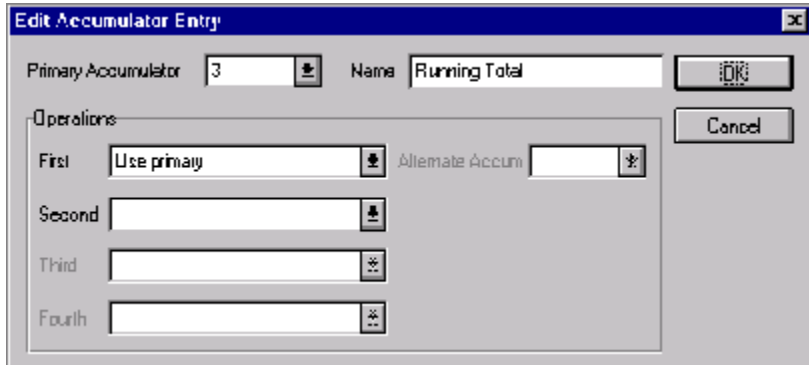 Edit Accumulator Entry
Primary Accumulator 3 Name Running Total OK
Operations Cancel
First Use primary Alternate Accum
Second
Third
Fourth